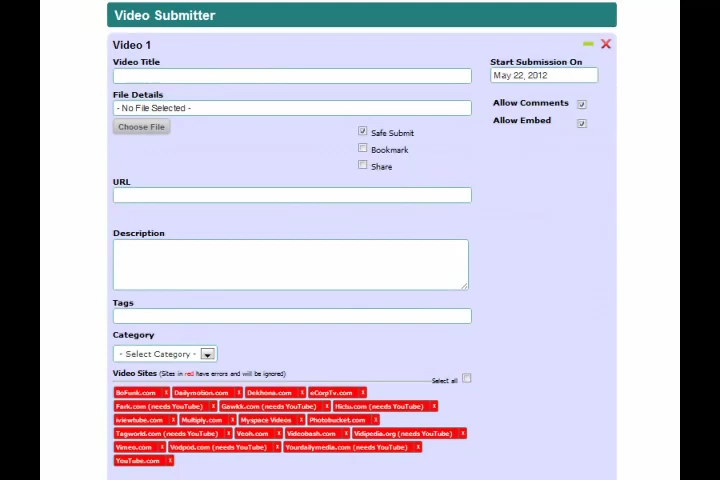 Video Submitter
Video 1
Video Title
Start Submission On
May 22, 2012
File Details
- No File Selected -
Allow Comments
Choose File
Allow Embed
Safe Submit
Bookmark
Share
URL
Description
Tags
Category
- Select Category -
Video Sites (Sites in red have errors and will be ignored)
Select all
BoFunk.com x Dailymotion.com x Dekhona.com x eCorpTv.com x
Fark.com (needs YouTube) x Gawkk.com (needs YouTube) x Hictu.com (needs YouTube) x
iviewtube.com x Multiply.com x Myspace Videos x Photobucket.com x
Tagworld.com (needs YouTube) x Veoh.com x Videobash.com x Vidipedia.org (needs YouTube) x
Vimeo.com x Vodpod.com (needs YouTube) x Yourdailymedia.com (needs YouTube) x
YouTube.com x